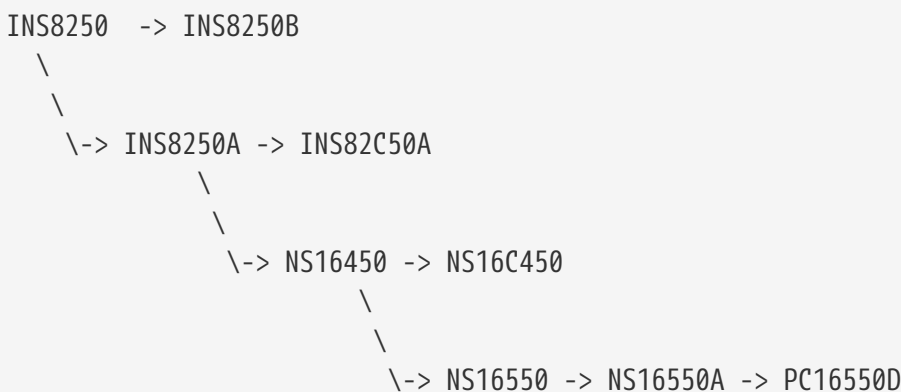 INS8250  -> INS8250B
  \
   \
    \-> INS8250A -> INS82C50A
             \
              \
               \-> NS16450 -> NS16C450
                        \
                         \
                          \-> NS16550 -> NS16550A -> PC16550D